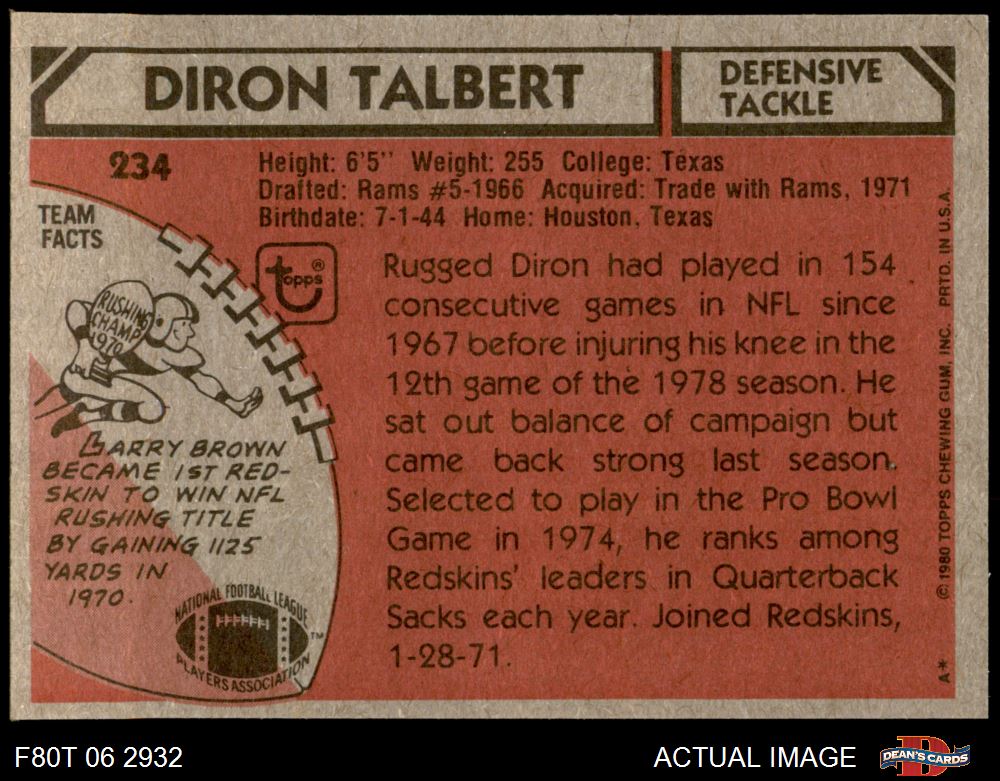 DIRON TALBERT
DEFENSIVE
TACKLE
234
Height: 6'5" Weight: 255 College: Texas
Drafted: Rams #5-1966 Acquired: Trade with Rams, 1971
Birthdate: 7-1-44 Home: Houston, Texas
TEAM
FACTS
topps®
RUSHING
CHAMP
1970
LARRY BROWN
BECAME 1ST RED-
SKIN TO WIN NFL
RUSHING TITLE
BY GAINING 1125
YARDS IN
1970.
NATIONAL FOOTBALL LEAGUE
PLAYERS ASSOCIATION
TM
Rugged Diron had played in 154
consecutive games in NFL since
1967 before injuring his knee in the
12th game of the 1978 season. He
sat out balance of campaign but
came back strong last season.
Selected to play in the Pro Bowl
Game in 1974, he ranks among
Redskins' leaders in Quarterback
Sacks each year. Joined Redskins,
1-28-71.
A* © 1980 TOPPS CHEWING GUM, INC. PRTD. IN U.S.A.
F80T 06 2932
ACTUAL IMAGE
DEAN'S CARDS